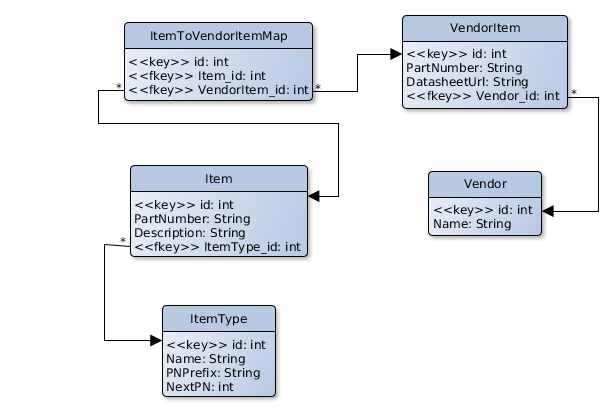 ItemToVendorItemMap
<<key>> id: int
<<fkey>> Item_id: int
<<fkey>> VendorItem_id: int
*
*
VendorItem
<<key>> id: int
PartNumber: String
DatasheetUrl: String
<<fkey>> Vendor_id: int
*
Item
<<key>> id: int
PartNumber: String
Description: String
<<fkey>> ItemType_id: int
*
Vendor
<<key>> id: int
Name: String
ItemType
<<key>> id: int
Name: String
PNPrefix: String
NextPN: int